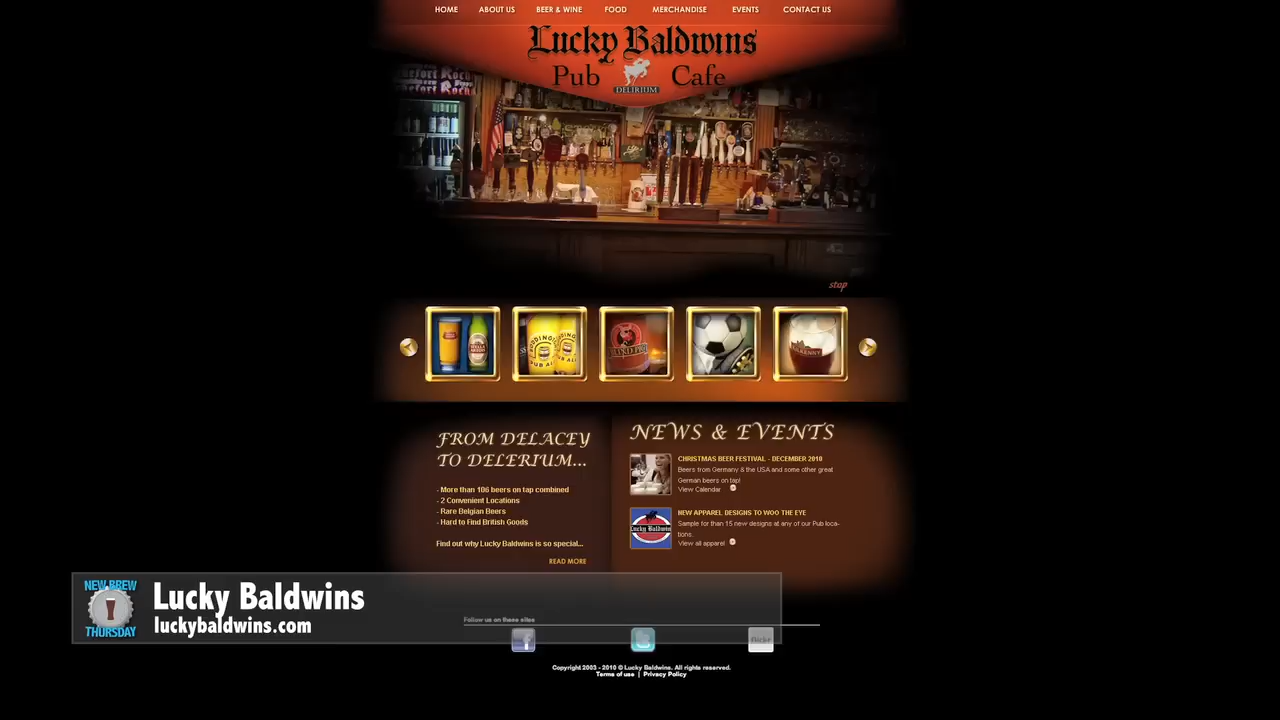 HOME ABOUT US BEER & WINE FOOD MERCHANDISE EVENTS CONTACT US
Lucky Baldwins
Pub Cafe
DELIRIUM
stop
FROM DELACEY
TO DELERIUM...
- More than 106 beers on tap combined
- 2 Convenient Locations
- Rare Belgian Beers
- Hard to Find British Goods
Find out why Lucky Baldwins is so special...
READ MORE
NEWS & EVENTS
CHRISTMAS BEER FESTIVAL - DECEMBER 2010
Beers from Germany & the USA and some other great
German beers on tap!
View Calendar
NEW APPAREL DESIGNS TO WOO THE EYE
Sample for than 15 new designs at any of our Pub loca-
tions.
View all apparel
Lucky Baldwins
NEW BREW
THURSDAY
Lucky Baldwins
luckybaldwins.com
Follow us on these sites
flickr
Copyright 2003 - 2010 © Lucky Baldwins. All rights reserved.
Terms of use | Privacy Policy